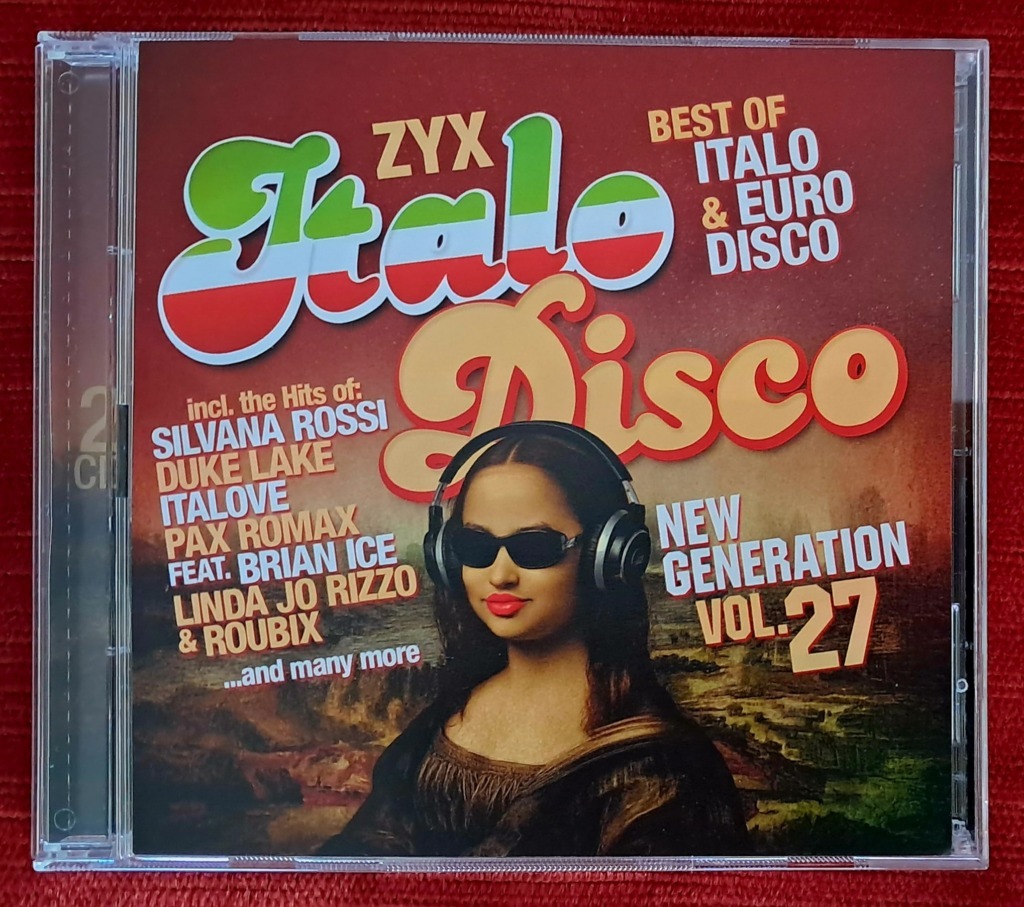 ZYX
Italo
Disco
BEST OF
ITALO
& EURO
DISCO
incl. the Hits of:
SILVANA ROSSI
DUKE LAKE
ITALOVE
PAX ROMAX
FEAT. BRIAN ICE
LINDA JO RIZZO
& ROUBIX
...and many more
NEW
GENERATION
VOL.27
2